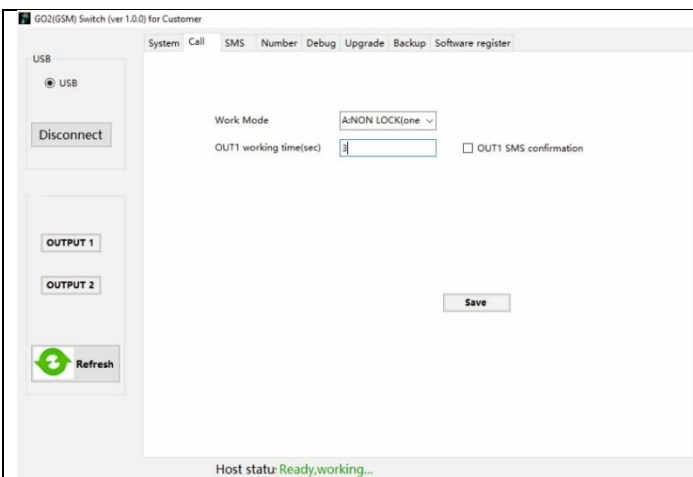 GO2(GSM) Switch (ver 1.0.0) for Customer
System Call SMS Number Debug Upgrade Backup Software register
USB
USB
Disconnect
Work Mode A:NON LOCK(one
OUT1 working time(sec) 3 OUT1 SMS confirmation
OUTPUT 1
OUTPUT 2
Save
Refresh
Host statu: Ready,working...